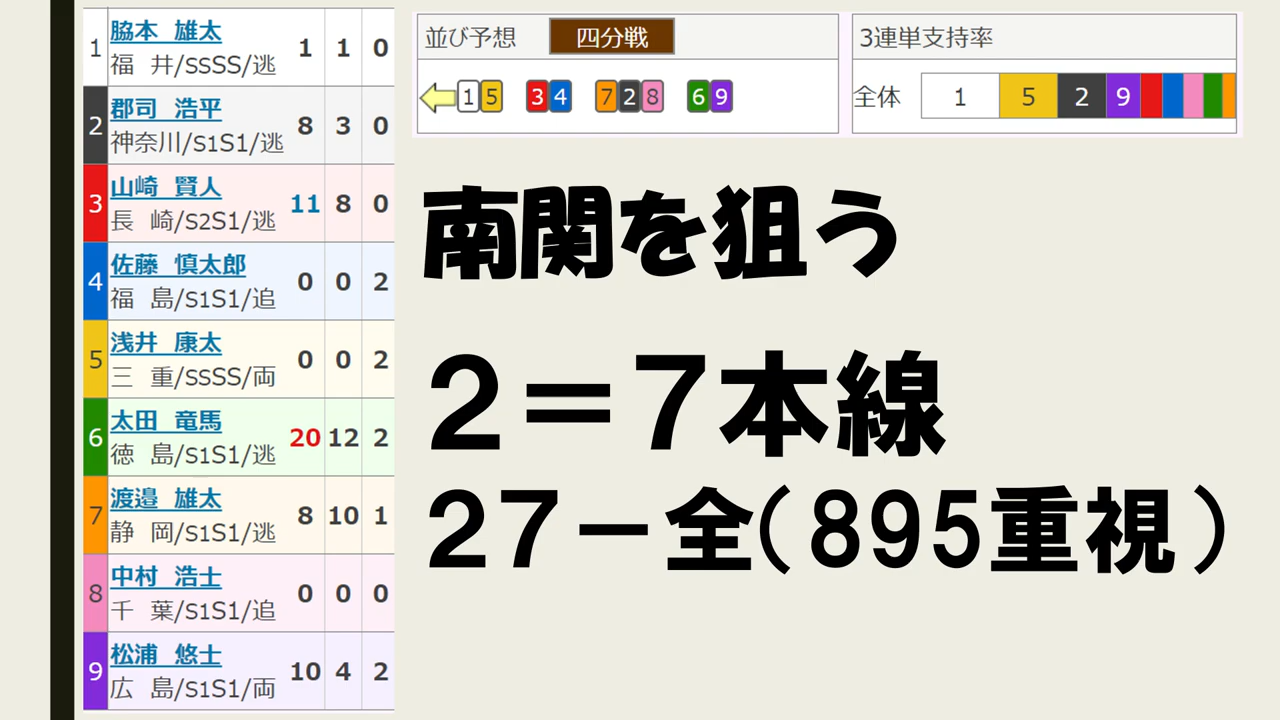 1 脇本 雄太 1 1 0
福 井/SSSS/逃
2 郡司 浩平 8 3 0
神奈川/S1S1/逃
3 山崎 賢人 11 8 0
長 崎/S2S1/逃
4 佐藤 慎太郎 0 0 2
福 島/S1S1/追
5 浅井 康太 0 0 2
三 重/SSSS/両
6 太田 竜馬 20 12 2
徳 島/S1S1/逃
7 渡邉 雄太 8 10 1
静 岡/S1S1/逃
8 中村 浩士 0 0 0
千 葉/S1S1/追
9 松浦 悠士 10 4 2
広 島/S1S1/両
並び予想 四分戦
1 5 3 4 7 2 8 6 9
3連単支持率
全体 1 5 2 9
南関を狙う
2=7本線
27-全(895重視)